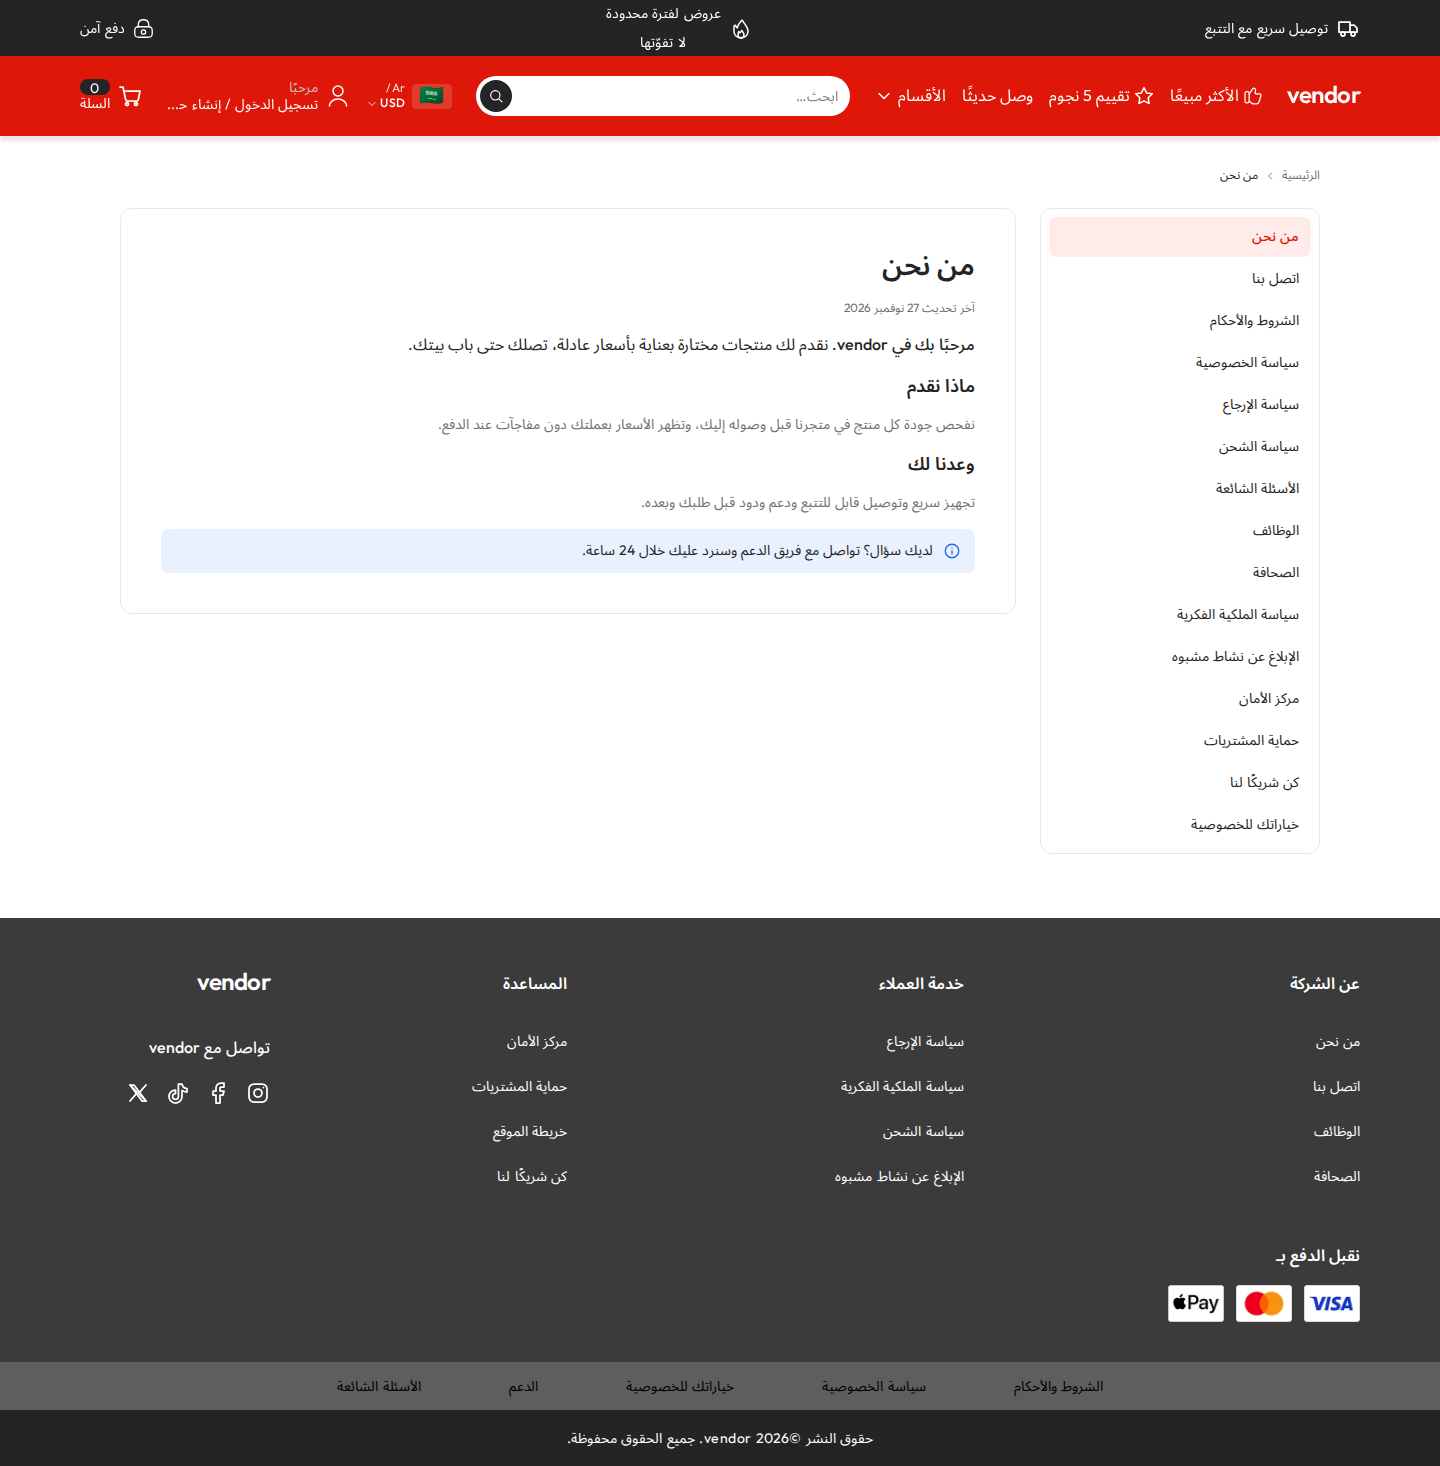 توصيل سريع مع التتبع
عروض لفترة محدودة
لا تفوّتها
دفع آمن
vendor
الأكثر مبيعًا
تقييم 5 نجوم
وصل حديثًا
الأقسام
ابحث...
Ar /
USD
مرحبًا
تسجيل الدخول / إنشاء حـ...
0
السلة
الرئيسية
من نحن
من نحن
اتصل بنا
الشروط والأحكام
سياسة الخصوصية
سياسة الإرجاع
سياسة الشحن
الأسئلة الشائعة
الوظائف
الصحافة
سياسة الملكية الفكرية
الإبلاغ عن نشاط مشبوه
مركز الأمان
حماية المشتريات
كن شريكًا لنا
خياراتك للخصوصية
من نحن
آخر تحديث 27 نوفمبر 2026
مرحبًا بك في vendor. نقدم لك منتجات مختارة بعناية بأسعار عادلة، تصلك حتى باب بيتك.
ماذا نقدم
نفحص جودة كل منتج في متجرنا قبل وصوله إليك، وتظهر الأسعار بعملتك دون مفاجآت عند الدفع.
وعدنا لك
تجهيز سريع وتوصيل قابل للتتبع ودعم ودود قبل طلبك وبعده.
لديك سؤال؟ تواصل مع فريق الدعم وسنرد عليك خلال 24 ساعة.
عن الشركة
من نحن
اتصل بنا
الوظائف
الصحافة
خدمة العملاء
سياسة الإرجاع
سياسة الملكية الفكرية
سياسة الشحن
الإبلاغ عن نشاط مشبوه
المساعدة
مركز الأمان
حماية المشتريات
خريطة الموقع
كن شريكًا لنا
vendor
تواصل مع vendor
نقبل الدفع بـ
VISA
Pay
الشروط والأحكام
سياسة الخصوصية
خياراتك للخصوصية
الدعم
الأسئلة الشائعة
حقوق النشر ©2026 vendor. جميع الحقوق محفوظة.